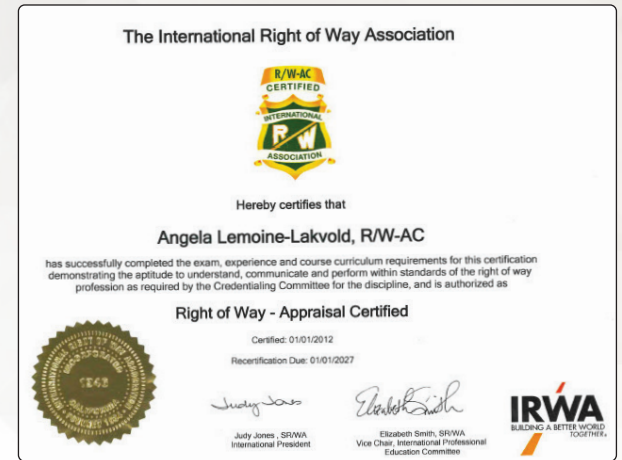 The International Right of Way Association
R/W-AC
CERTIFIED
INTERNATIONAL
R W
ASSOCIATION
Hereby certifies that
Angela Lemoine-Lakvold, R/W-AC
has successfully completed the exam, experience and course curriculum requirements for this certification
demonstrating the aptitude to understand, communicate and perform within standards of the right of way
profession as required by the Credentialing Committee for the discipline, and is authorized as
Right of Way - Appraisal Certified
Certified: 01/01/2012
Recertification Due: 01/01/2027
Judy Jones
Elizabeth Smith
Judy Jones , SR/WA
International President
Elizabeth Smith, SR/WA
Vice Chair, International Professional
Education Committee
IRWA
BUILDING A BETTER WORLD
TOGETHER.